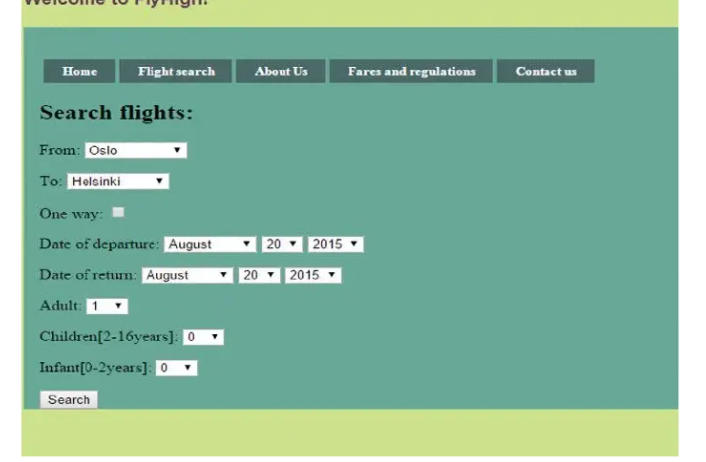 Welcome to FlyHigh!
Home Flight search About Us Fares and regulations Contact us
Search flights:
From: Oslo
To: Helsinki
One way:
Date of departure: August 20 2015
Date of return: August 20 2015
Adult: 1
Children[2-16years]: 0
Infant[0-2years]: 0
Search